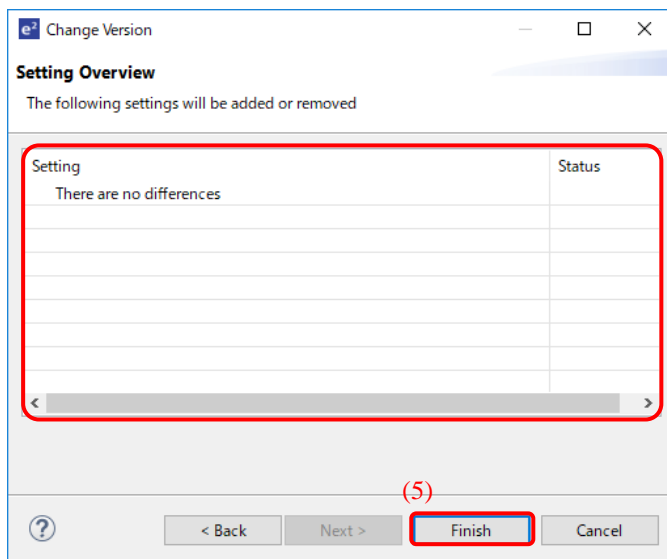 e² Change Version
Setting Overview
The following settings will be added or removed
Setting Status
There are no differences
(5)
? < Back Next > Finish Cancel